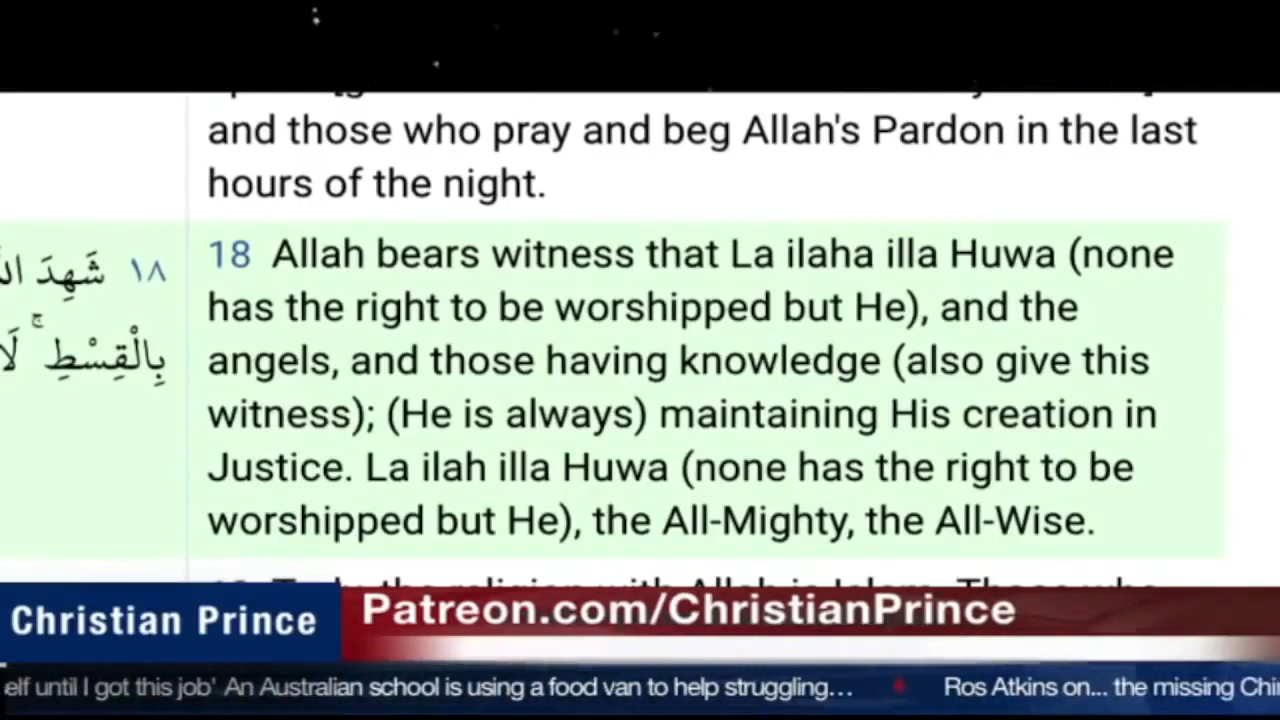 and those who pray and beg Allah's Pardon in the last
hours of the night.
18 Allah bears witness that La ilaha illa Huwa (none
has the right to be worshipped but He), and the
angels, and those having knowledge (also give this
witness); (He is always) maintaining His creation in
Justice. La ilah illa Huwa (none has the right to be
worshipped but He), the All-Mighty, the All-Wise.
١٨ شَهِدَ
بِالْقِسْطِ ۚ لَا
Christian Prince
Patreon.com/ChristianPrince
elf until I got this job' An Australian school is using a food van to help struggling... Ros Atkins on... the missing